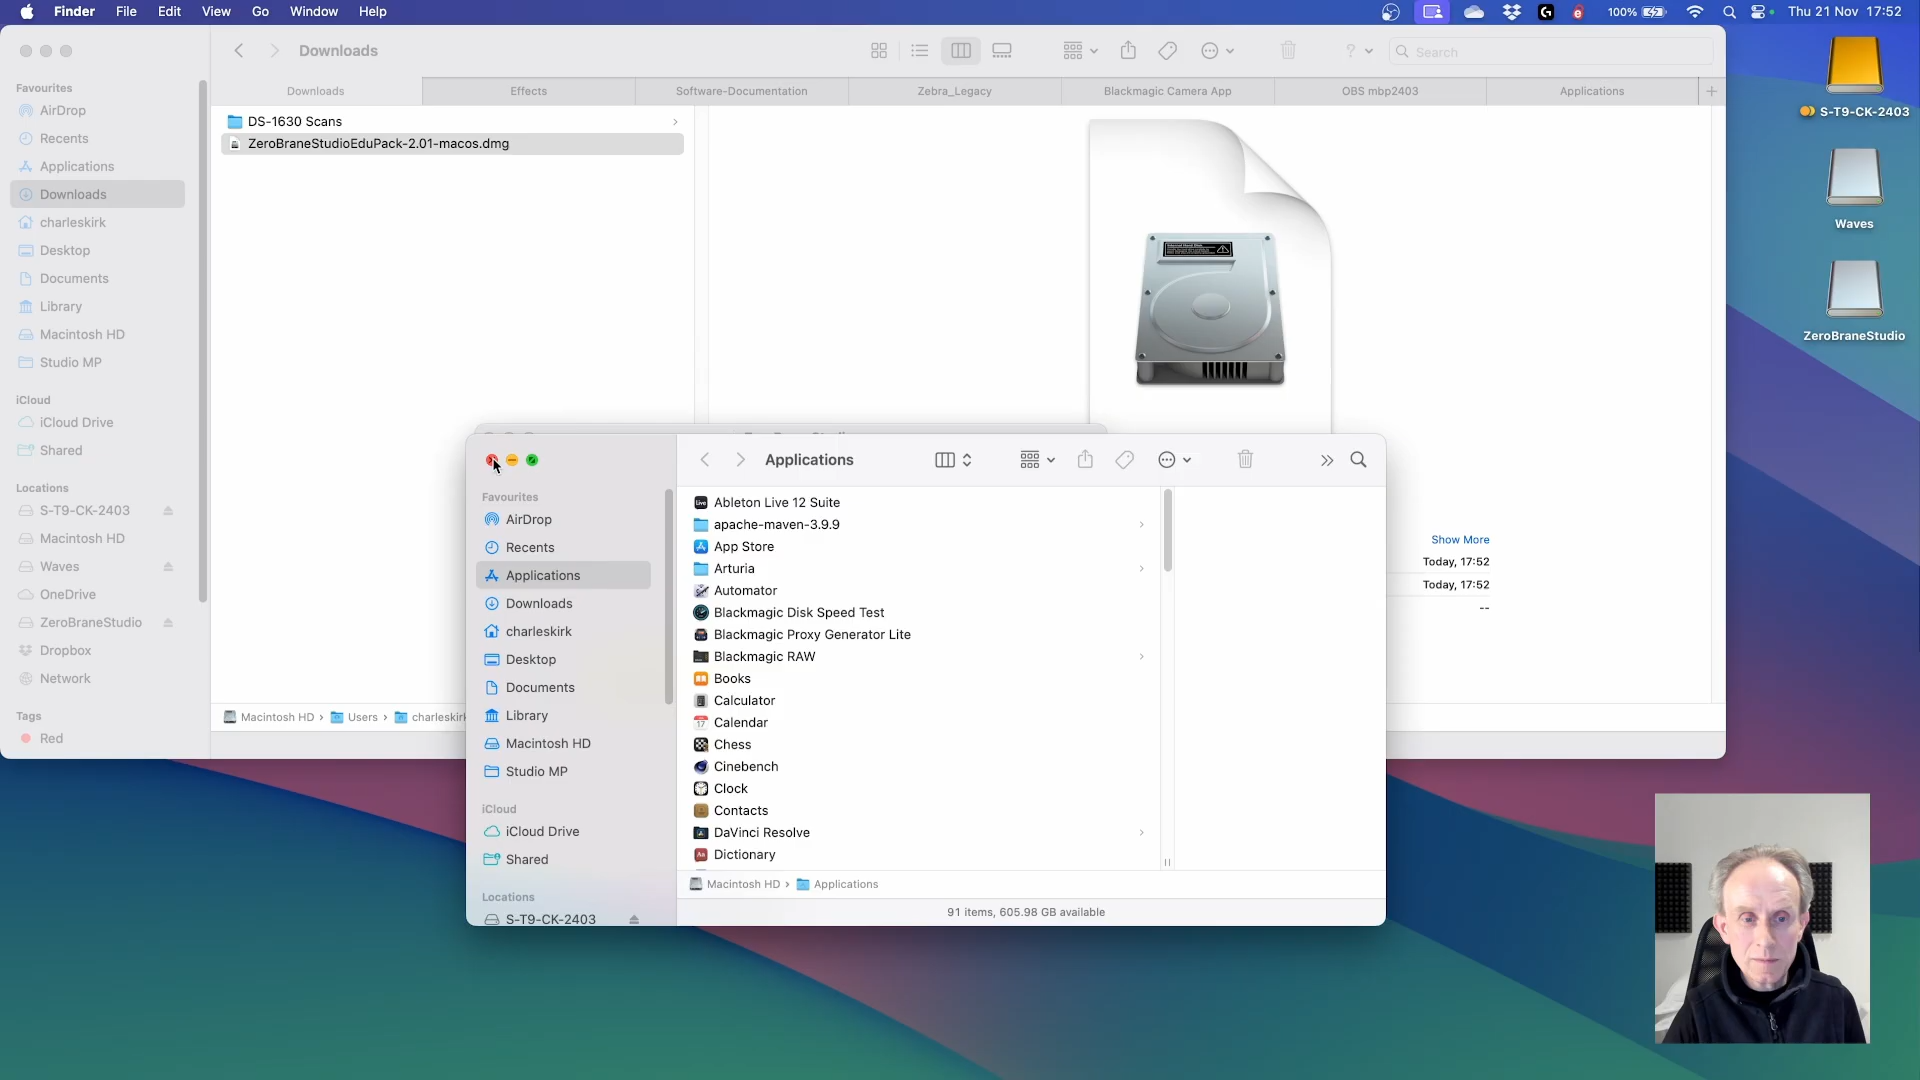 Finder File Edit View Go Window Help 100% Thu 21 Nov 17:52
Downloads
? Search
Downloads Effects Software-Documentation Zebra_Legacy Blackmagic Camera App OBS mbp2403 Applications
Favourites
AirDrop
Recents
Applications
Downloads
charleskirk
Desktop
Documents
Library
Macintosh HD
Studio MP
iCloud
iCloud Drive
Shared
Locations
S-T9-CK-2403
Macintosh HD
Waves
OneDrive
ZeroBraneStudio
Dropbox
Network
Tags
Red
DS-1630 Scans
ZeroBraneStudioEduPack-2.01-macos.dmg
Show More
Today, 17:52
Today, 17:52
--
Macintosh HD › Users › charleskirk
Applications
Favourites
AirDrop
Recents
Applications
Downloads
charleskirk
Desktop
Documents
Library
Macintosh HD
Studio MP
iCloud
iCloud Drive
Shared
Locations
S-T9-CK-2403
Ableton Live 12 Suite
apache-maven-3.9.9
App Store
Arturia
Automator
Blackmagic Disk Speed Test
Blackmagic Proxy Generator Lite
Blackmagic RAW
Books
Calculator
Calendar
Chess
Cinebench
Clock
Contacts
DaVinci Resolve
Dictionary
Macintosh HD › Applications
91 items, 605.98 GB available
S-T9-CK-2403
Waves
ZeroBraneStudio